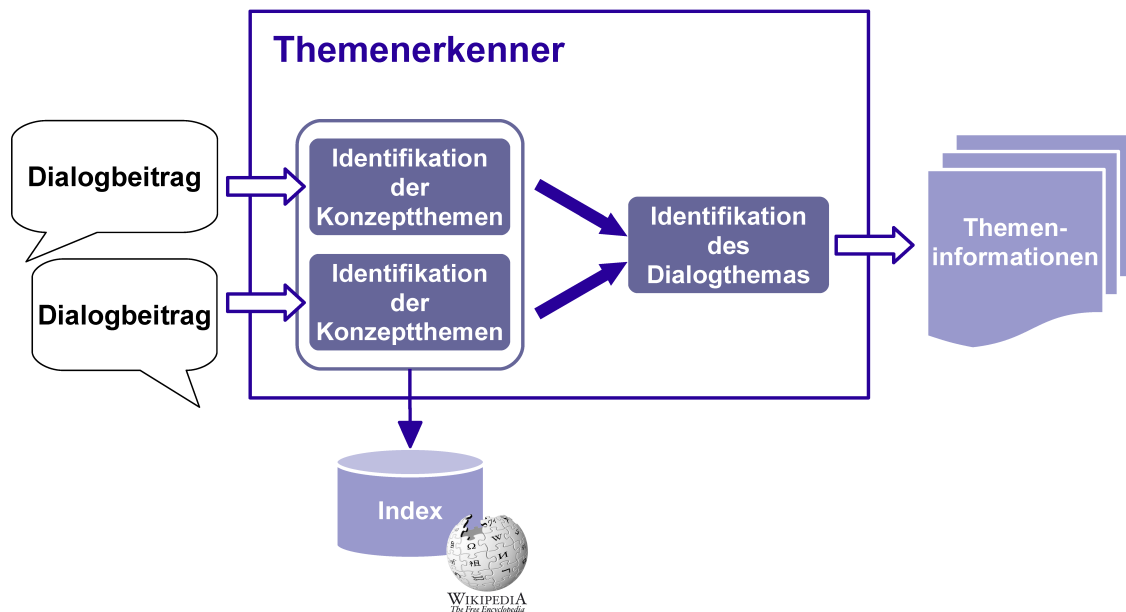 Themenerkenner
Dialogbeitrag
Dialogbeitrag
Identifikation
der
Konzeptthemen
Identifikation
der
Konzeptthemen
Identifikation
des
Dialogthemas
Themen-
informationen
Index
WIKIPEDIA
The Free Encyclopedia